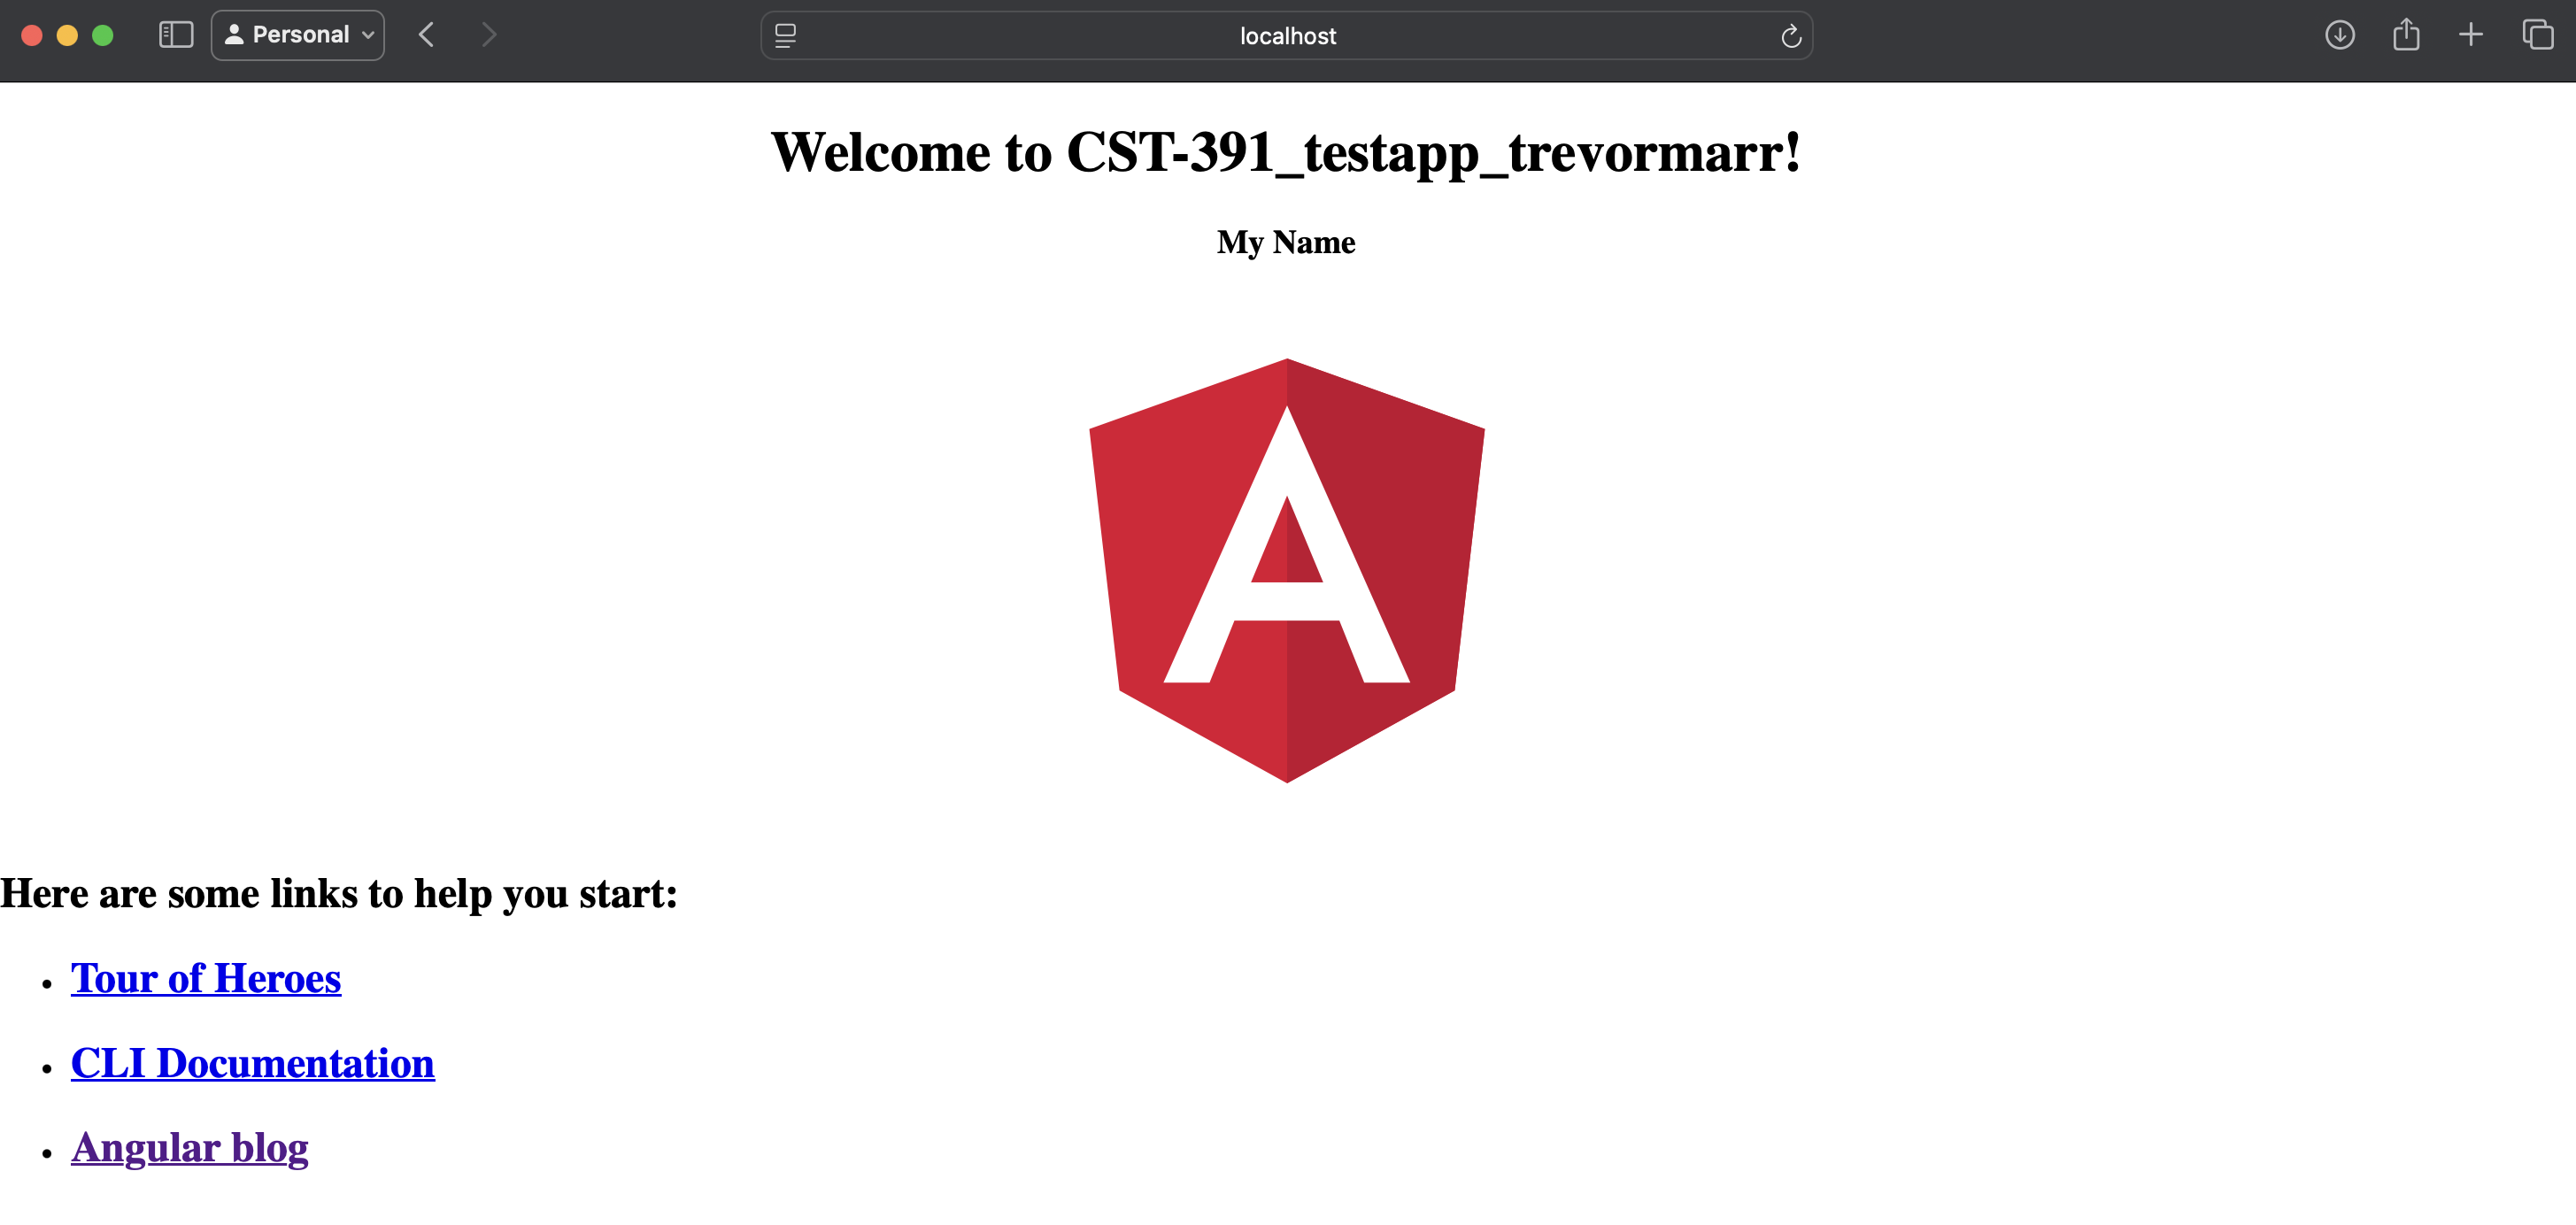 Personal
localhost
Welcome to CST-391_testapp_trevormarr!
My Name
A
Here are some links to help you start:
Tour of Heroes
CLI Documentation
Angular blog